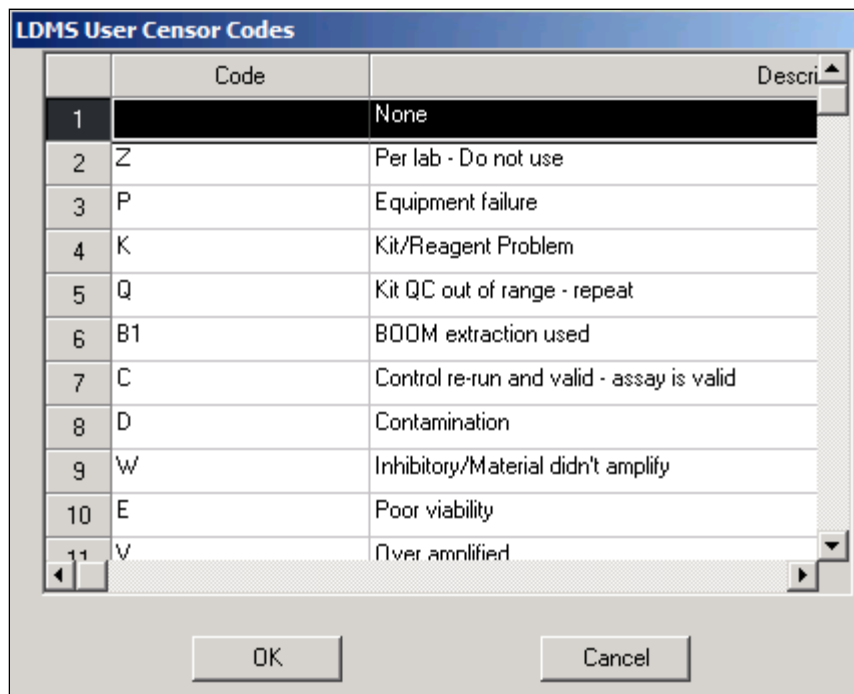 LDMS User Censor Codes
Code Descri
1 None
2 Z Per lab - Do not use
3 P Equipment failure
4 K Kit/Reagent Problem
5 Q Kit QC out of range - repeat
6 B1 BOOM extraction used
7 C Control re-run and valid - assay is valid
8 D Contamination
9 W Inhibitory/Material didn't amplify
10 E Poor viability
11 V Over amplified
OK Cancel